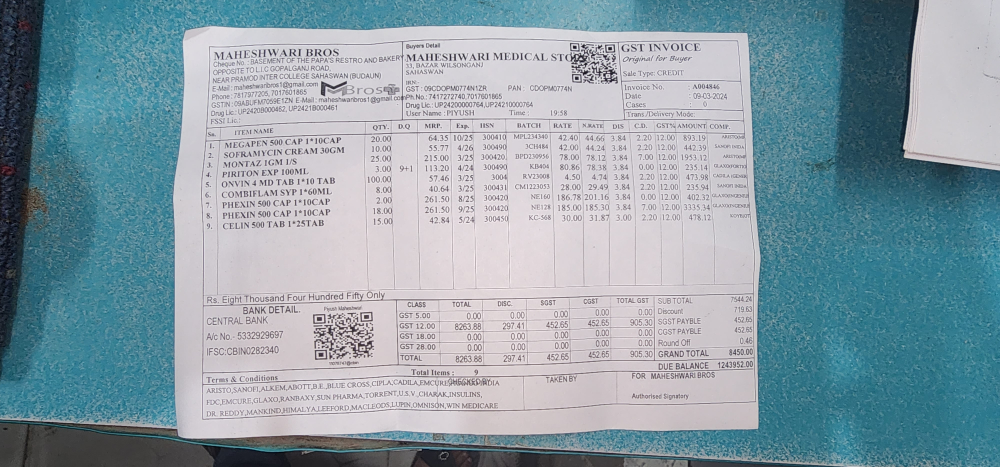 MAHESHWARI BROS
Cheque No. : BASEMENT OF THE PAPA'S RESTRO AND BAKERY
OPPOSITE TO L.I.C GOPALGANJ ROAD,
NEAR.PRAMOD INTER COLLEGE SAHASWAN (BUDAUN)
E-Mail : maheshwaribros1@gmail.com
Phone : 7817977205, 7017601865
GSTIN :09ABUFM7059E1ZN E-Mail : maheshwaribros1@gmail.com
Drug Lic.: UP2420B000462, UP2421B000461
FSSI Lic.:
Bros
Buyers Detail
MAHESHWARI MEDICAL STO
33, BAZAR WILSONGANJ
SAHASWAN
IRN:
GST : 09CDOPM0774N1ZR PAN : CDOPM0774N
Ph No.: 7417272740,7017601865
Drug Lic.: UP24200000764,UP24210000764
User Name : PIYUSH Time : 19:58
GST INVOICE
Original for Buyer
Sale Type: CREDIT
Invoice No. : A004846
Date : 09-03-2024
Cases : 0
Trans./Delivery Mode:
Sn. ITEM NAME QTY. D.Q MRP. Exp. HSN BATCH RATE N.RATE DIS C.D. GST% AMOUNT COMP.
1. MEGAPEN 500 CAP 1*10CAP 20.00 64.35 10/25 300410 MPL234340 42.40 44.66 3.84 2.20 12.00 893.19
2. SOFRAMYCIN CREAM 30GM 10.00 55.77 4/26 300490 3CH484 42.00 44.24 3.84 2.20 12.00 442.39 SANOFI INDIA
3. MONTAZ 1GM I/S 25.00 215.00 3/25 300420 BPD230956 78.00 78.12 3.84 7.00 12.00 1953.12
4. PIRITON EXP 100ML 3.00 9+1 113.20 4/24 300490 KB404 80.86 78.38 3.84 0.00 12.00 235.14
5. ONVIN 4 MD TAB 1*10 TAB 100.00 57.46 3/25 3004 RV23008 4.50 4.74 3.84 2.20 12.00 473.98
6. COMBIFLAM SYP 1*60ML 8.00 40.64 3/25 300431 CM1223053 28.00 29.49 3.84 2.20 12.00 235.94 SANOFI INDIA
7. PHEXIN 500 CAP 1*10CAP 2.00 261.50 8/25 300420 NE160 186.78 201.16 3.84 0.00 12.00 402.32
8. PHEXIN 500 CAP 1*10CAP 18.00 261.50 9/25 300420 NE128 185.00 185.30 3.84 7.00 12.00 3335.34
9. CELIN 500 TAB 1*25TAB 15.00 42.84 5/24 300450 KC-568 30.00 31.87 3.00 2.20 12.00 478.12
Rs. Eight Thousand Four Hundred Fifty Only
BANK DETAIL.
CENTRAL BANK
A/c No.- 5332929697
IFSC:CBIN0282340
CLASS TOTAL DISC. SGST CGST TOTAL GST
GST 5.00 0.00 0.00 0.00 0.00 0.00
GST 12.00 8263.88 297.41 452.65 452.65 905.30
GST 18.00 0.00 0.00 0.00 0.00 0.00
GST 28.00 0.00 0.00 0.00 0.00 0.00
TOTAL 8263.88 297.41 452.65 452.65 905.30
SUB TOTAL 7544.24
Discount 719.63
SGST PAYBLE 452.65
CGST PAYBLE 452.65
Round Off 0.46
GRAND TOTAL 8450.00
DUE BALANCE 1243952.00
Total Items : 9
Terms & Conditions
CHECKED BY
TAKEN BY
FOR MAHESHWARI BROS
Authorised Signatory
ARISTO,SANOFI,ALKEM,ABOTT,B.E.,BLUE CROSS,CIPLA,CADILA,EMCURE
FDC,EMCURE,GLAXO,RANBAXY,SUN PHARMA,TORRENT,U.S.V.,CHARAK,INSULINS,
DR. REDDY,MANKIND,HIMALYA,LEEFORD,MACLEODS,LUPIN,OMNISON,WIN MEDICARE